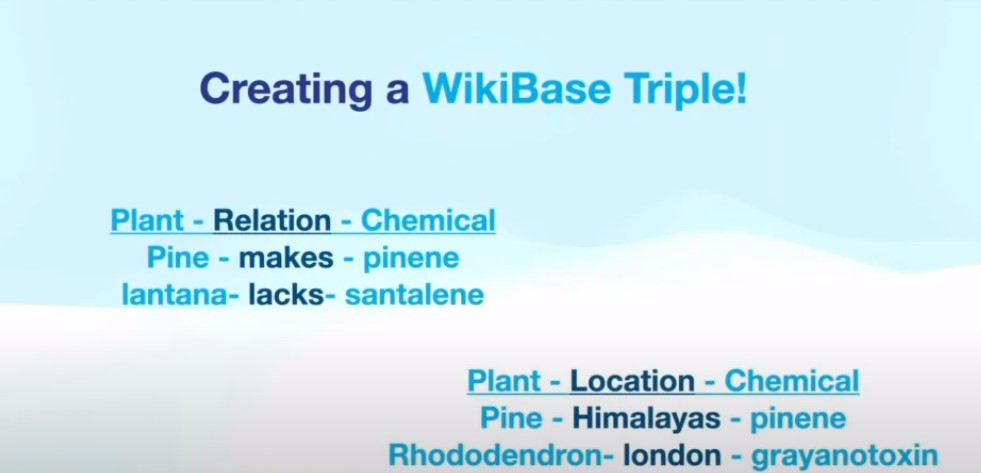 Creating a WikiBase Triple!
Plant - Relation - Chemical
Pine - makes - pinene
lantana- lacks- santalene
Plant - Location - Chemical
Pine - Himalayas - pinene
Rhododendron- london - grayanotoxin